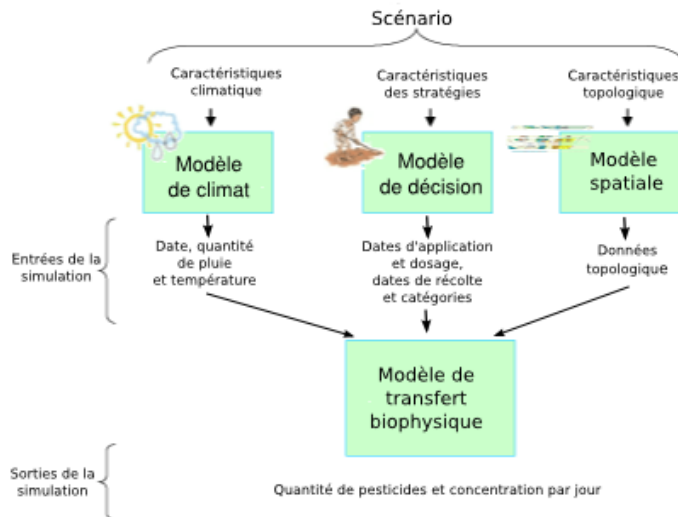 Scénario
Caractéristiques
climatique
Caractéristiques
des stratégies
Caractéristiques
topologique
Modèle
de climat
Modèle
de décision
Modèle
spatiale
Entrées de la
simulation
Date, quantité
de pluie
et température
Dates d'application
et dosage,
dates de récolte
et catégories
Données
topologique
Modèle de
transfert
biophysique
Sorties de la
simulation
Quantité de pesticides et concentration par jour